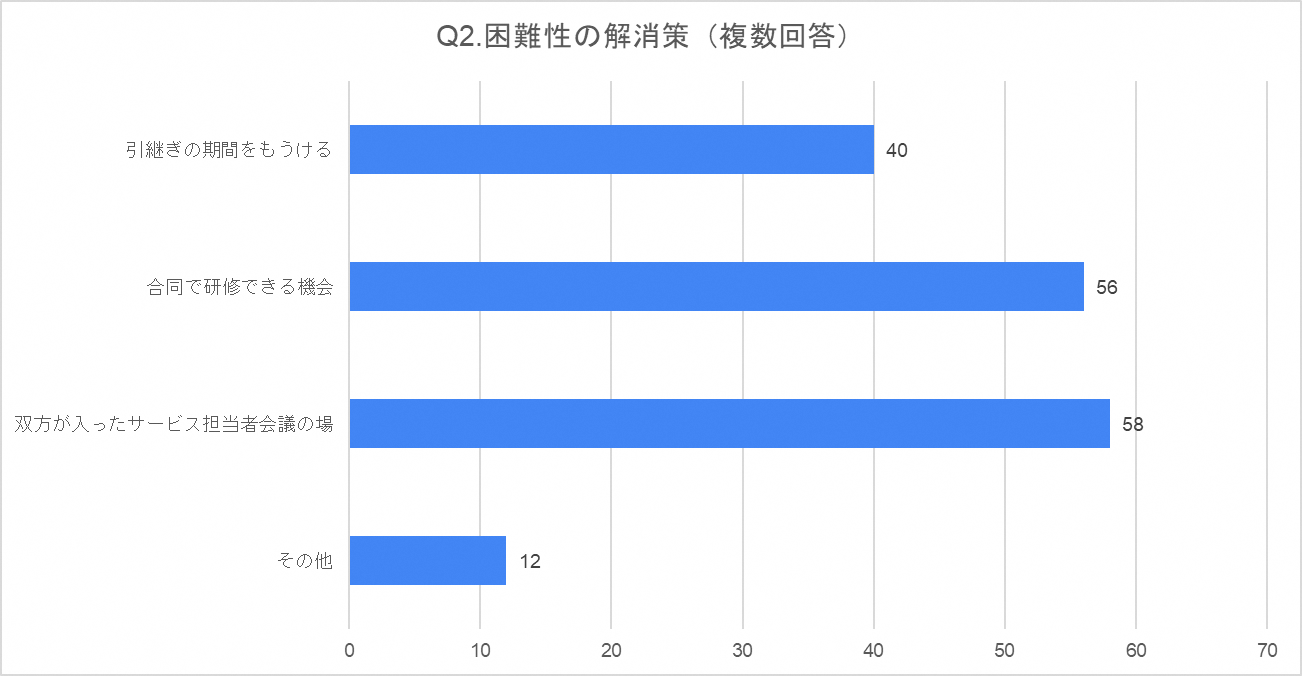 Q2.困難性の解消策（複数回答）
引継ぎの期間をもうける
40
合同で研修できる機会
56
双方が入ったサービス担当者会議の場
58
その他
12
0 10 20 30 40 50 60 70